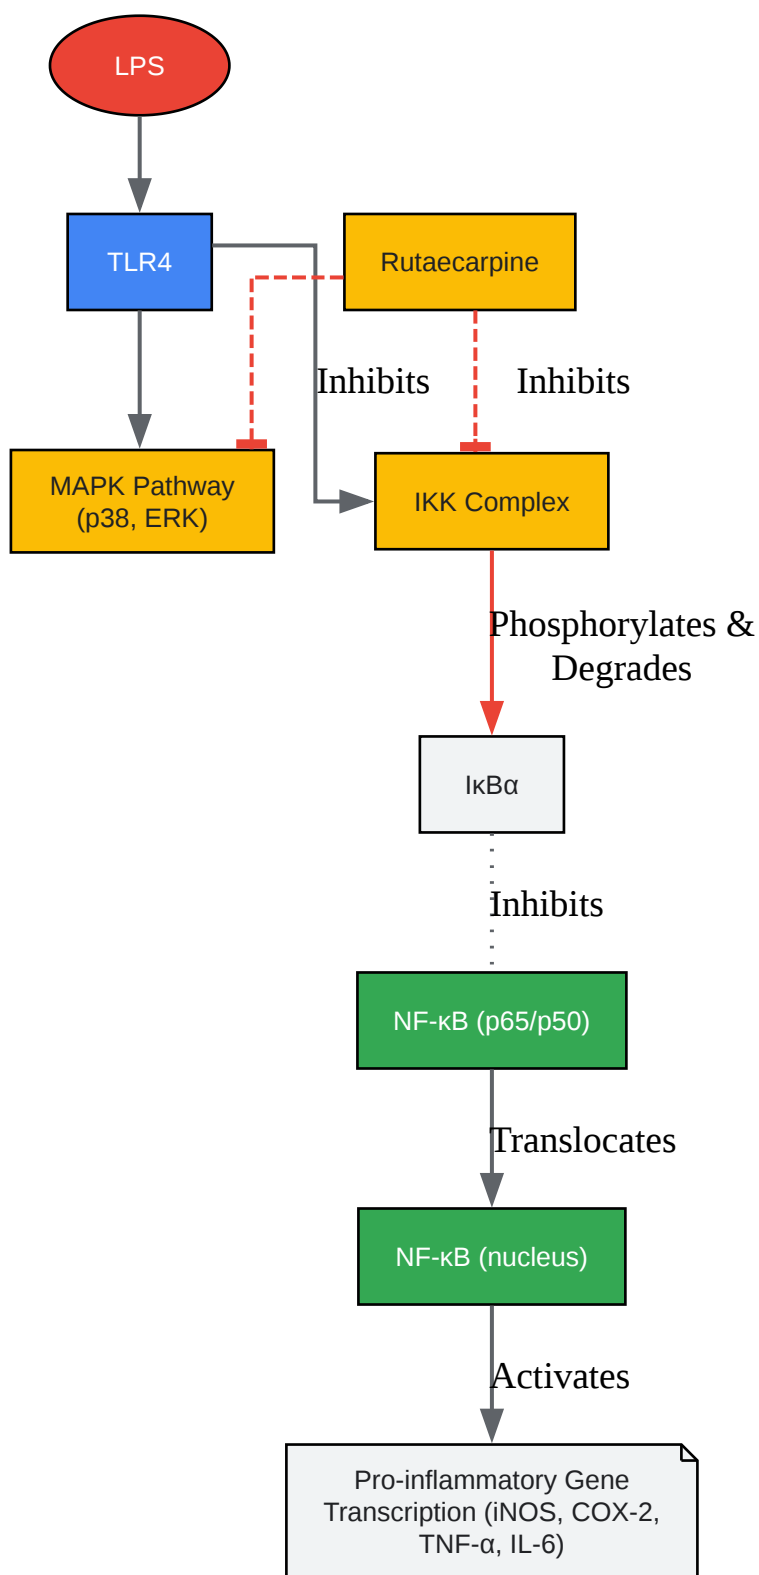 LPS
TLR4
Rutaecarpine
Inhibits
Inhibits
MAPK Pathway
(p38, ERK)
IKK Complex
Phosphorylates &
Degrades
IκBα
Inhibits
NF-κB (p65/p50)
Translocates
NF-κB (nucleus)
Activates
Pro-inflammatory Gene
Transcription (iNOS, COX-2,
TNF-α, IL-6)